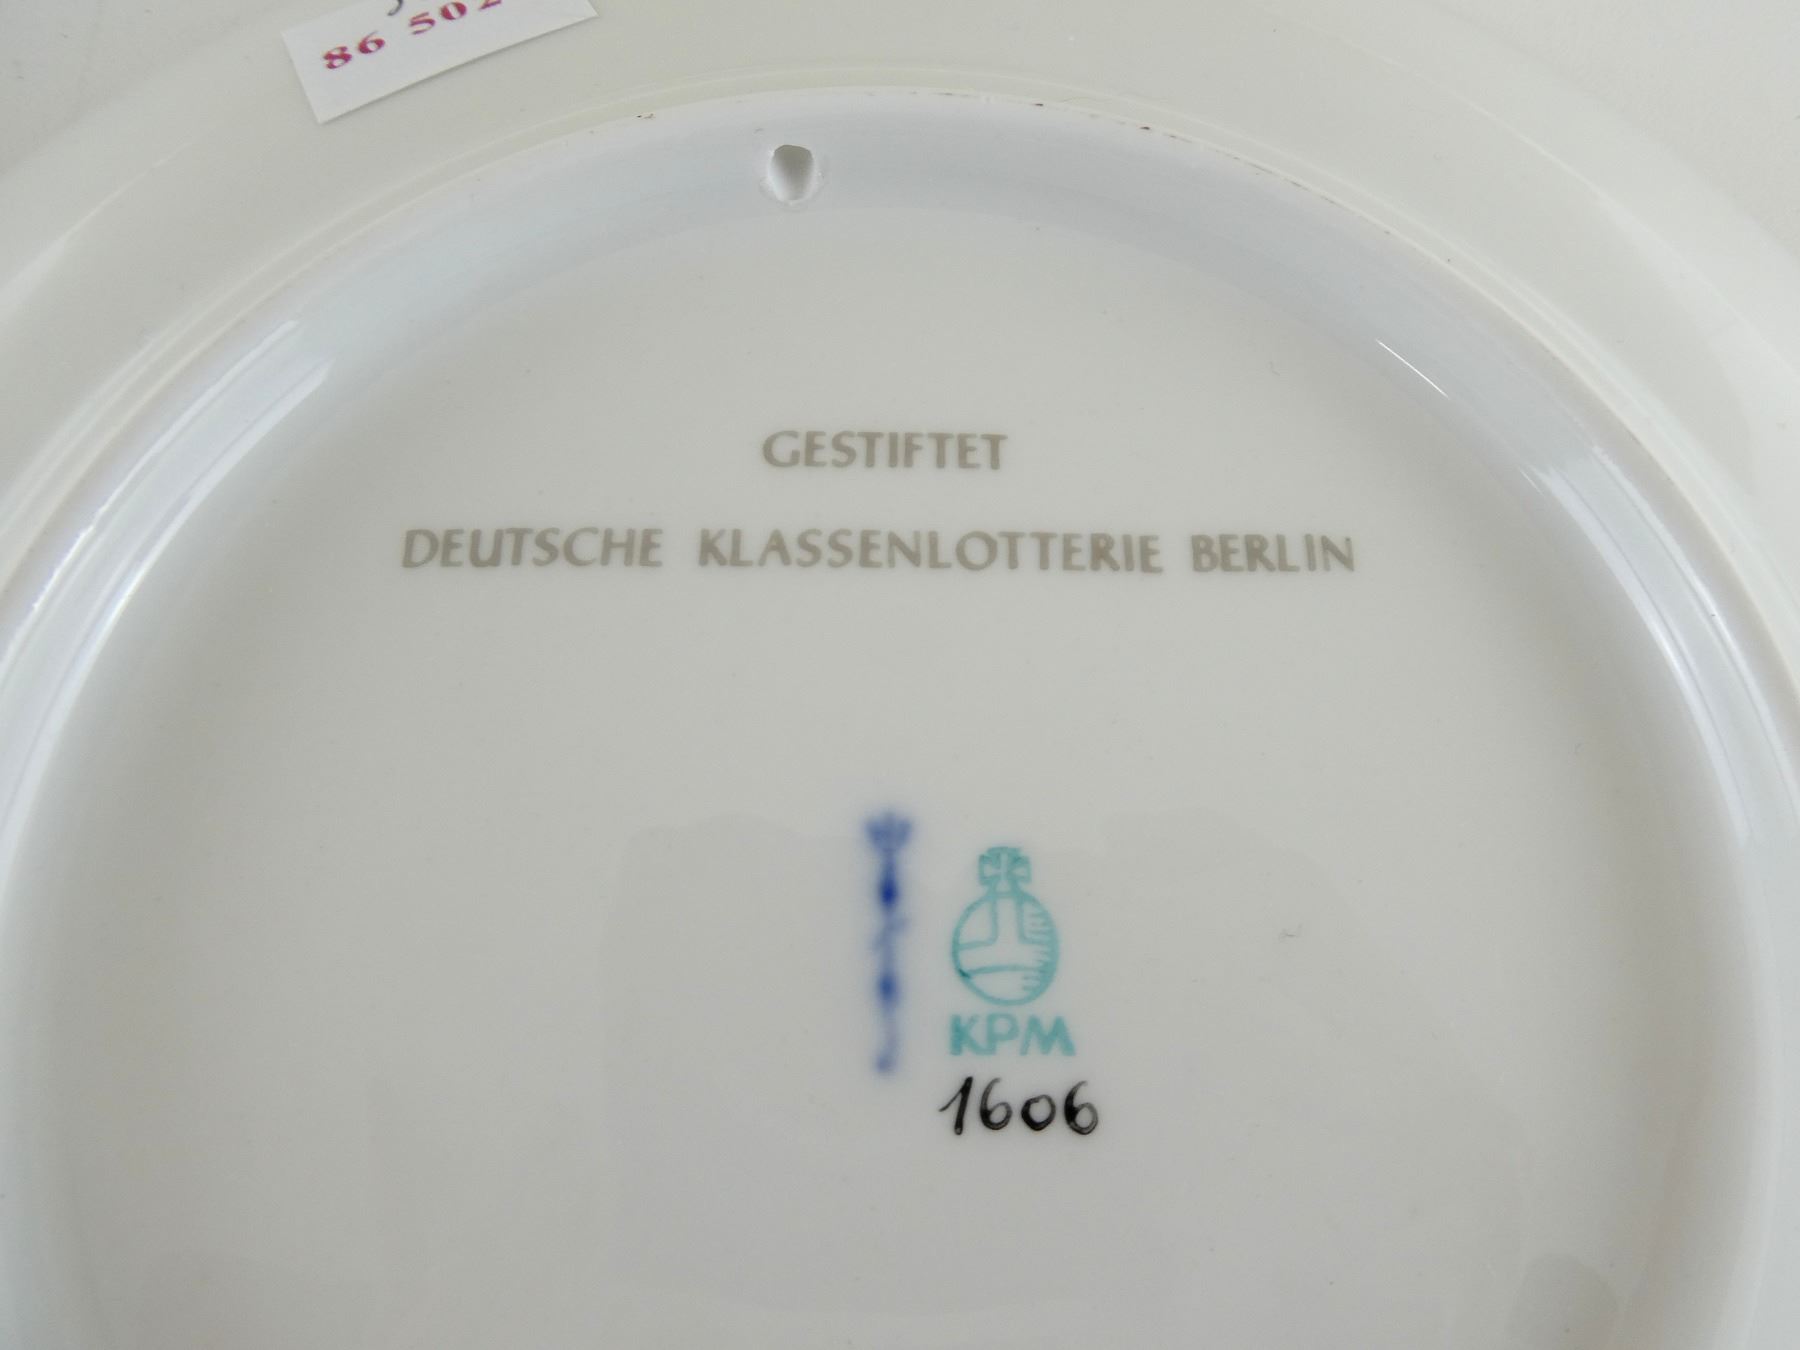 86 502
GESTIFTET
DEUTSCHE KLASSENLOTTERIE BERLIN
KPM
1606